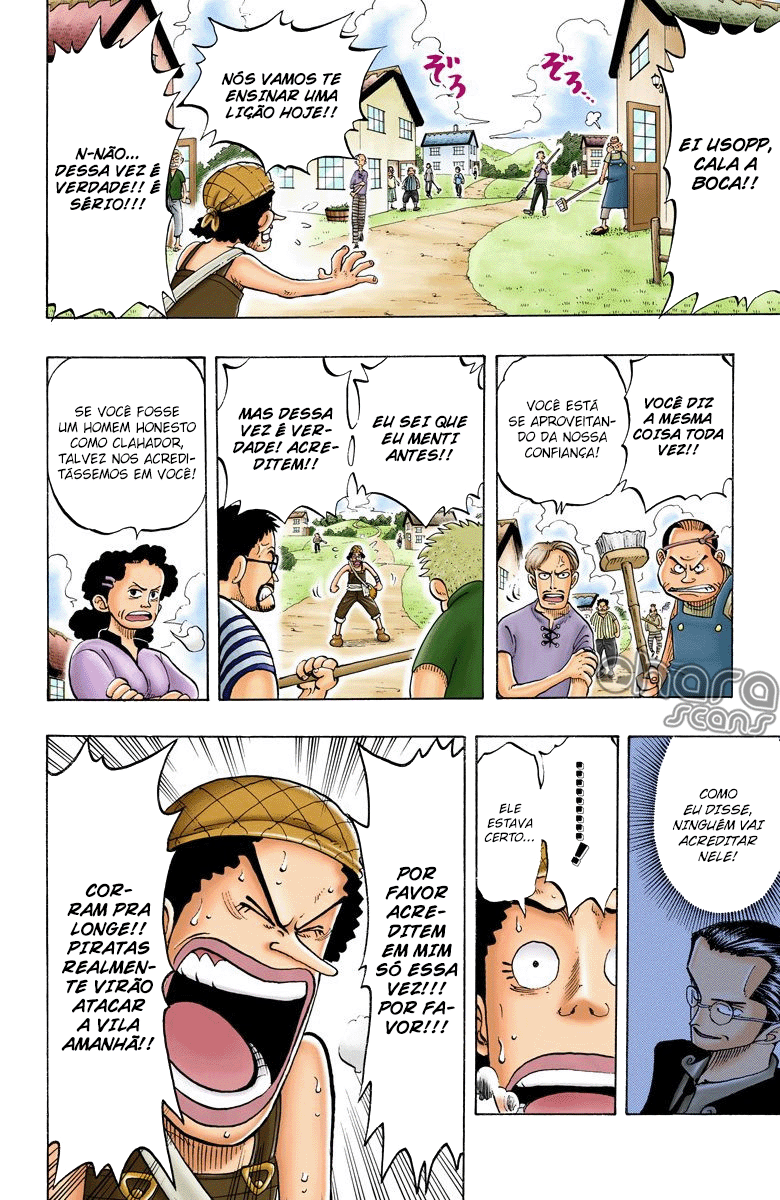 EI USOPP,
CALA A
BOCA!!
ぞろ...
ぞろ
NÓS VAMOS TE
ENSINAR UMA
LIÇÃO HOJE!!
N-NÃO...
DESSA VEZ É
VERDADE!! É
SÉRIO!!!
VOCÊ DIZ
A MESMA
COISA TODA
VEZ!!
VOCÊ ESTÁ
SE APROVEITAN-
DO DA NOSSA
CONFIANÇA!
EU SEI QUE
EU MENTI
ANTES!!
MAS DESSA
VEZ É VER-
DADE! ACRE-
DITEM!!
SE VOCÊ FOSSE
UM HOMEM HONESTO
COMO CLAHADOR,
TALVEZ NOS ACREDI-
TÁSSEMOS EM VOCÊ!
Ohara
scans
COMO
EU DISSE,
NINGUÉM VAI
ACREDITAR
NELE!
ELE
ESTAVA
CERTO...
POR
FAVOR
ACRE-
DITEM
EM MIM
SÓ ESSA
VEZ!!!
POR FA-
VOR!!!
COR-
RAM PRA
LONGE!!
PIRATAS
REALMEN-
TE VIRÃO
ATACAR
A VILA
AMANHÃ!!